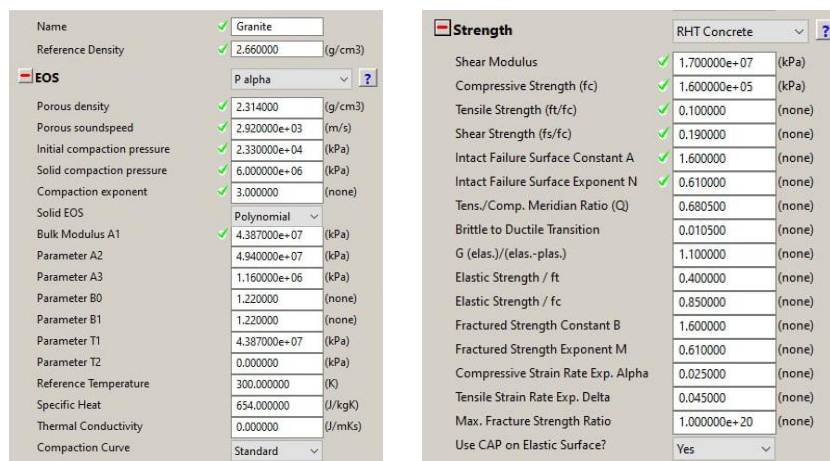 Name Granite
Reference Density 2.660000 (g/cm3)
EOS P alpha ?
Porous density 2.314000 (g/cm3)
Porous soundspeed 2.920000e+03 (m/s)
Initial compaction pressure 2.330000e+04 (kPa)
Solid compaction pressure 6.000000e+06 (kPa)
Compaction exponent 3.000000 (none)
Solid EOS Polynomial
Bulk Modulus A1 4.387000e+07 (kPa)
Parameter A2 4.940000e+07 (kPa)
Parameter A3 1.160000e+06 (kPa)
Parameter B0 1.220000 (none)
Parameter B1 1.220000 (none)
Parameter T1 4.387000e+07 (kPa)
Parameter T2 0.000000 (kPa)
Reference Temperature 300.000000 (K)
Specific Heat 654.000000 (J/kgK)
Thermal Conductivity 0.000000 (J/mKs)
Compaction Curve Standard
Strength RHT Concrete ?
Shear Modulus 1.700000e+07 (kPa)
Compressive Strength (fc) 1.600000e+05 (kPa)
Tensile Strength (ft/fc) 0.100000 (none)
Shear Strength (fs/fc) 0.190000 (none)
Intact Failure Surface Constant A 1.600000 (none)
Intact Failure Surface Exponent N 0.610000 (none)
Tens./Comp. Meridian Ratio (Q) 0.680500 (none)
Brittle to Ductile Transition 0.010500 (none)
G (elas.)/(elas.-plas.) 1.100000 (none)
Elastic Strength / ft 0.400000 (none)
Elastic Strength / fc 0.850000 (none)
Fractured Strength Constant B 1.600000 (none)
Fractured Strength Exponent M 0.610000 (none)
Compressive Strain Rate Exp. Alpha 0.025000 (none)
Tensile Strain Rate Exp. Delta 0.045000 (none)
Max. Fracture Strength Ratio 1.000000e+20 (none)
Use CAP on Elastic Surface? Yes